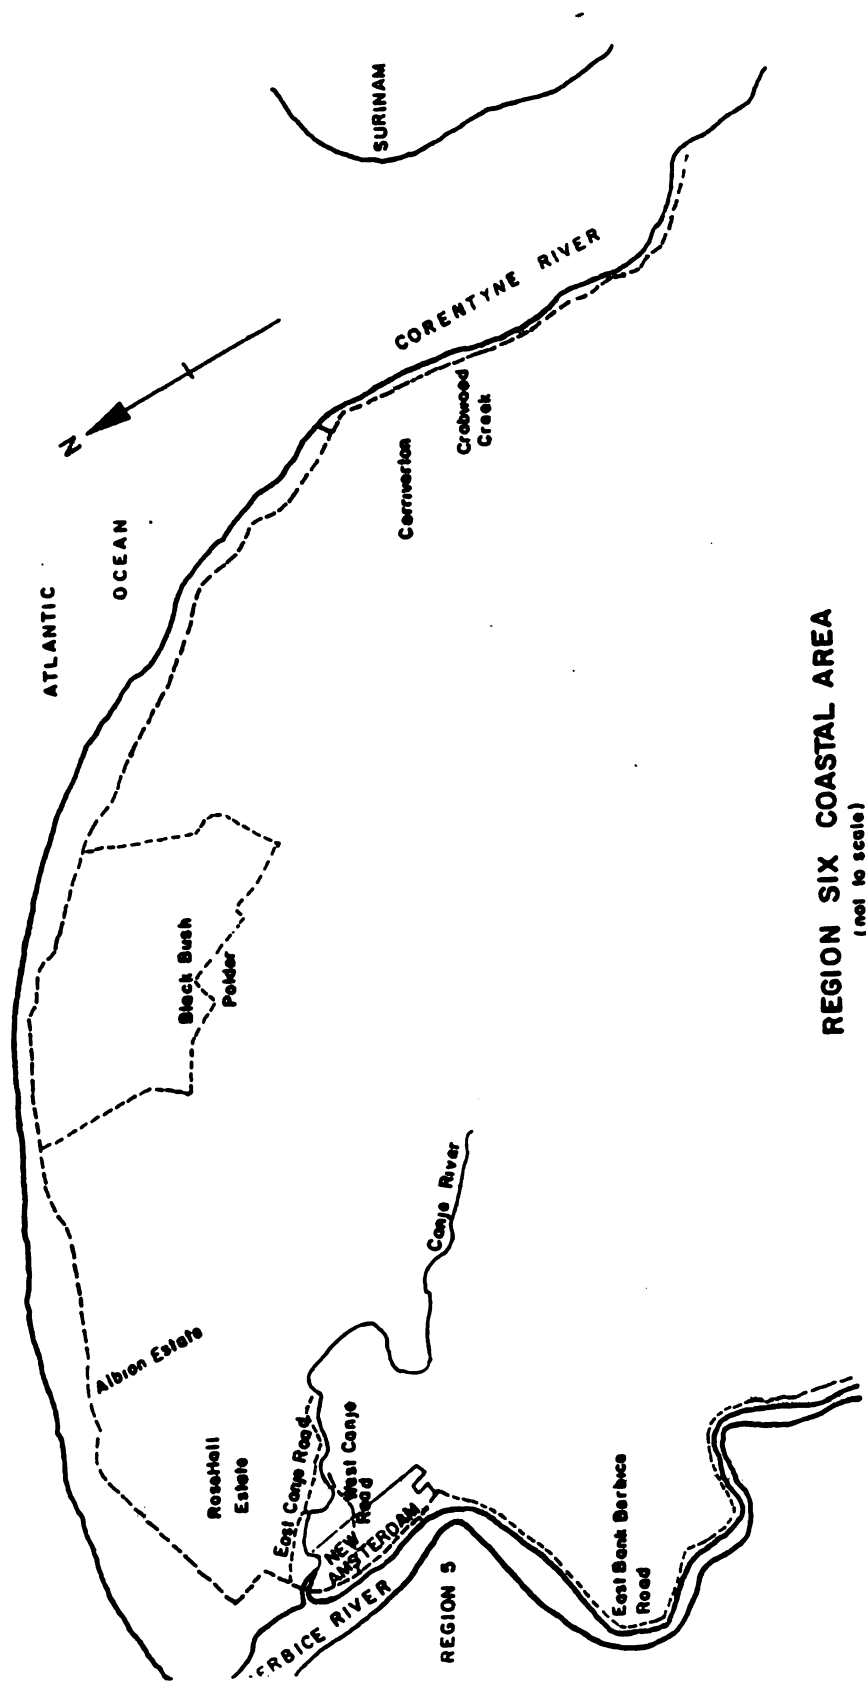 SURINAM
CORENTYNE RIVER
N
Corriverton
Crabwood
Creek
ATLANTIC
OCEAN
Black Bush
Polder
Canje River
Albion Estate
RoseHall
Estate
East Canje Road
West Canje
Road
NEW
AMSTERDAM
ERBICE RIVER
REGION 5
East Bank Berbice
Road
REGION SIX COASTAL AREA
(not to scale)